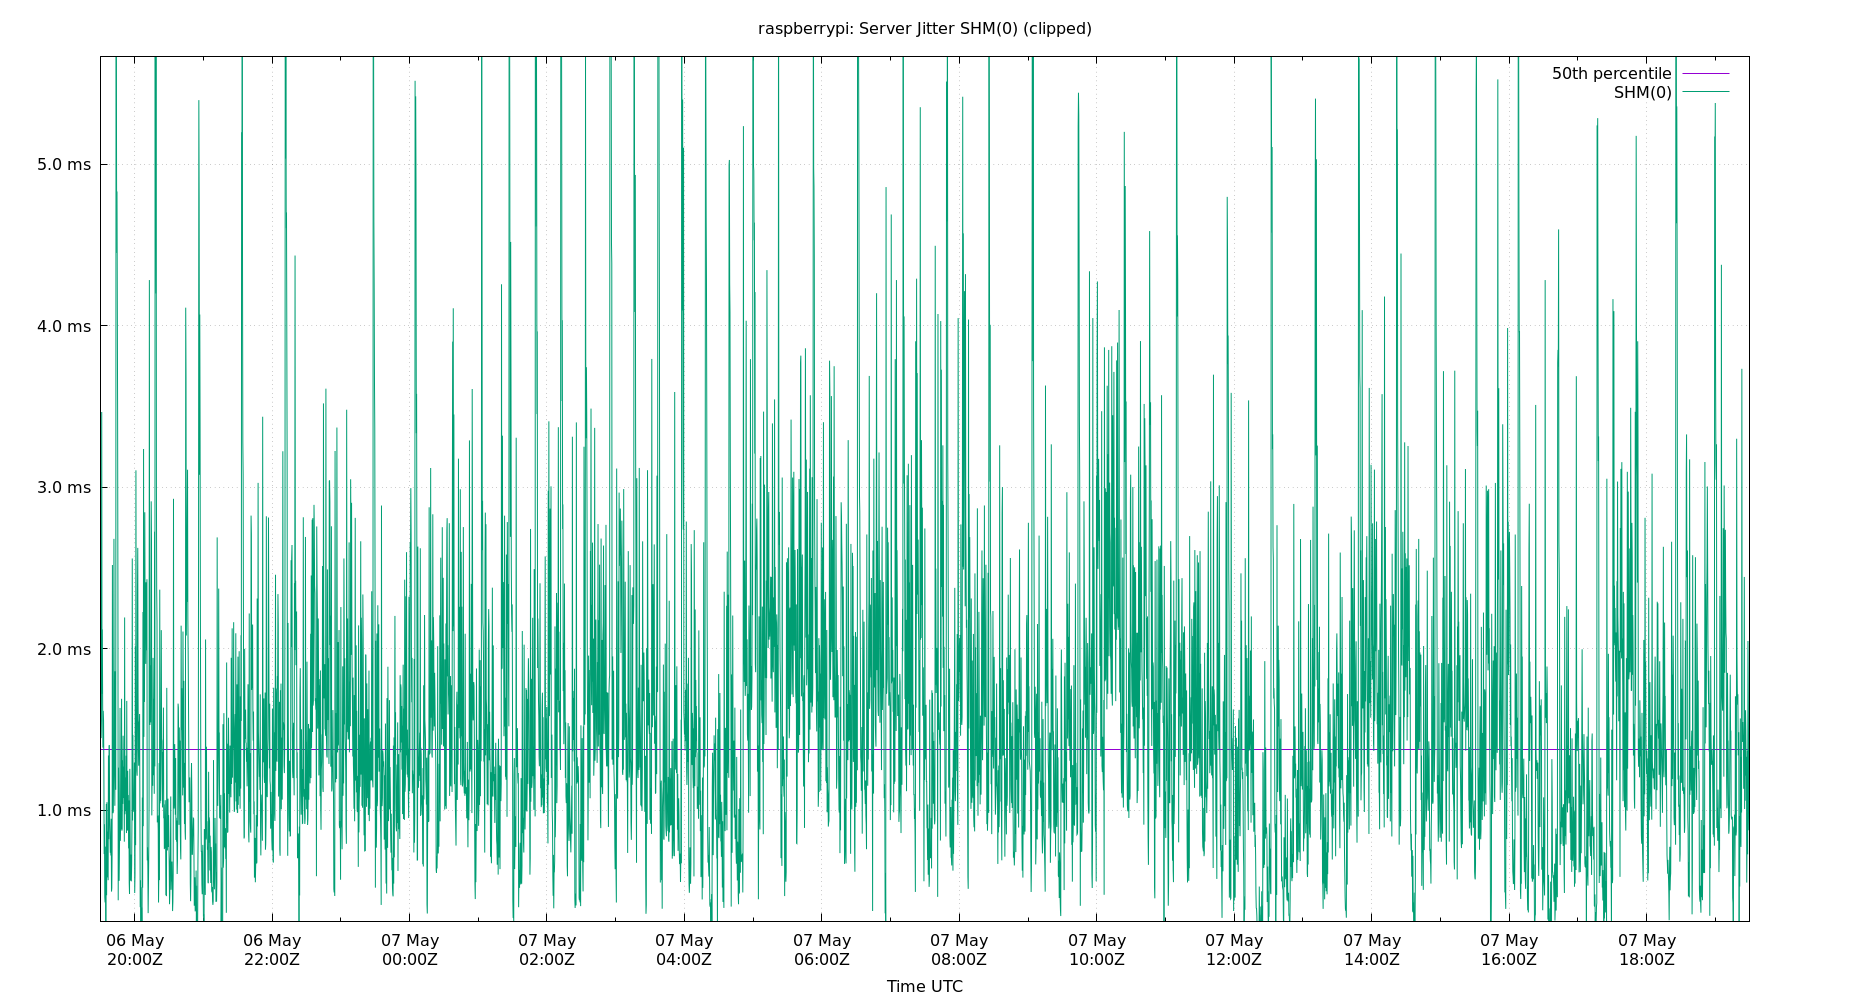 raspberrypi: Server Jitter SHM(0) (clipped)
50th percentile
SHM(0)
5.0 ms
4.0 ms
3.0 ms
2.0 ms
1.0 ms
06 May 06 May 07 May 07 May 07 May 07 May 07 May 07 May 07 May 07 May 07 May 07 May
20:00Z 22:00Z 00:00Z 02:00Z 04:00Z 06:00Z 08:00Z 10:00Z 12:00Z 14:00Z 16:00Z 18:00Z
Time UTC